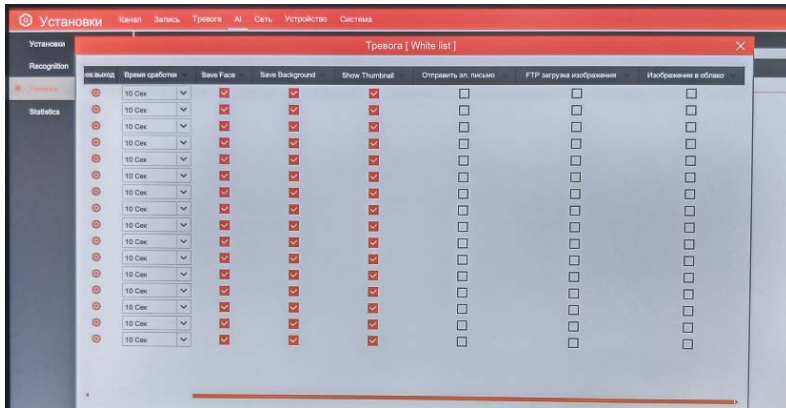 Установки Канал Запись Тревога AI Сеть Устройство Система
Установки
Тревога [ White list ]
Recognition
Время сработки Save Face Save Background Show Thumbnail Отправить эл. письмо FTP загрузка изображения Изображение в облако
10 Сек
10 Сек
Statistics
10 Сек
10 Сек
10 Сек
10 Сек
10 Сек
10 Сек
10 Сек
10 Сек
10 Сек
10 Сек
10 Сек
10 Сек
10 Сек
10 Сек